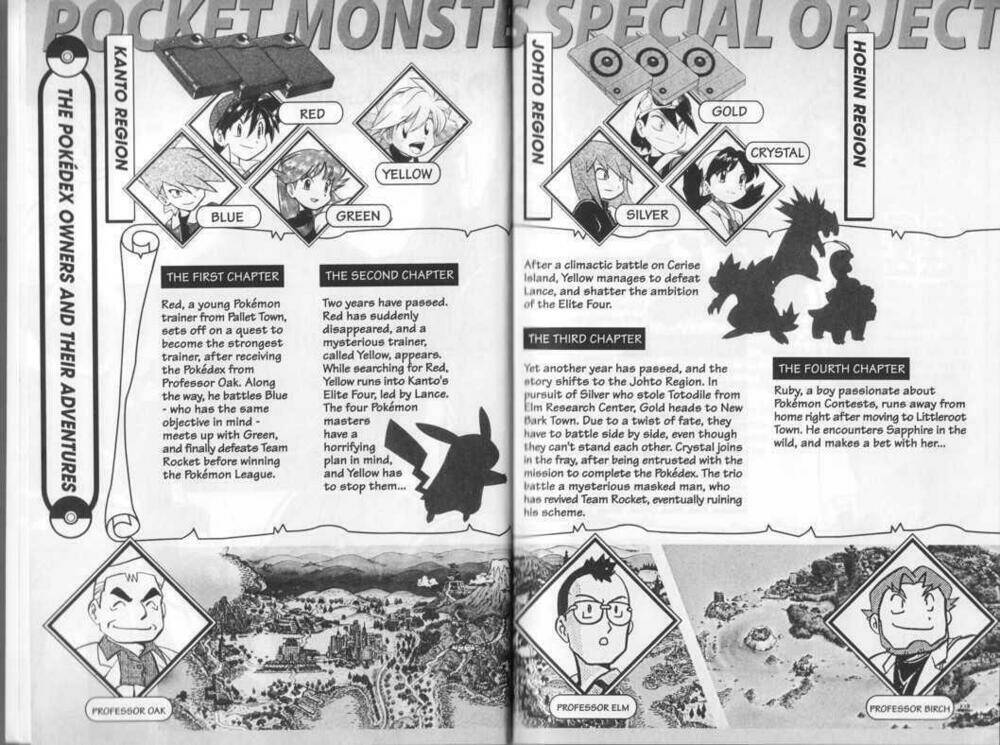 POCKET MONSTE SPECIAL OBJECT
THE POKÉDEX OWNERS AND THEIR ADVENTURES
KANTO REGION
RED
YELLOW
BLUE
GREEN
THE FIRST CHAPTER
Red, a young Pokémon
trainer from Pallet Town,
sets off on a quest to
become the strongest
trainer, after receiving
the Pokédex from
Professor Oak. Along
the way, he battles Blue
- who has the same
objective in mind -
meets up with Green,
and finally defeats Team
Rocket before winning
the Pokémon League.
THE SECOND CHAPTER
Two years have passed.
Red has suddenly
disappeared, and a
mysterious trainer,
called Yellow, appears.
While searching for Red,
Yellow runs into Kanto's
Elite Four, led by Lance.
The four Pokémon
masters
have a
horrifying
plan in mind,
and Yellow has
to stop them...
PROFESSOR OAK
JOHTO REGION
GOLD
CRYSTAL
SILVER
After a climactic battle on Cerise
Island, Yellow manages to defeat
Lance, and shatter the ambition
of the Elite Four.
THE THIRD CHAPTER
Yet another year has passed, and the
story shifts to the Johto Region. In
pursuit of Silver who stole Totodile from
Elm Research Center, Gold heads to New
Bark Town. Due to a twist of fate, they
have to battle side by side, even though
they can't stand each other. Crystal joins
in the fray, after being entrusted with the
mission to complete the Pokédex. The trio
battle a mysterious masked man, who
has revived Team Rocket, eventually ruining
his scheme.
PROFESSOR ELM
HOENN REGION
THE FOURTH CHAPTER
Ruby, a boy passionate about
Pokémon Contests, runs away from
home right after moving to Littleroot
Town. He encounters Sapphire in the
wild, and makes a bet with her...
PROFESSOR BIRCH